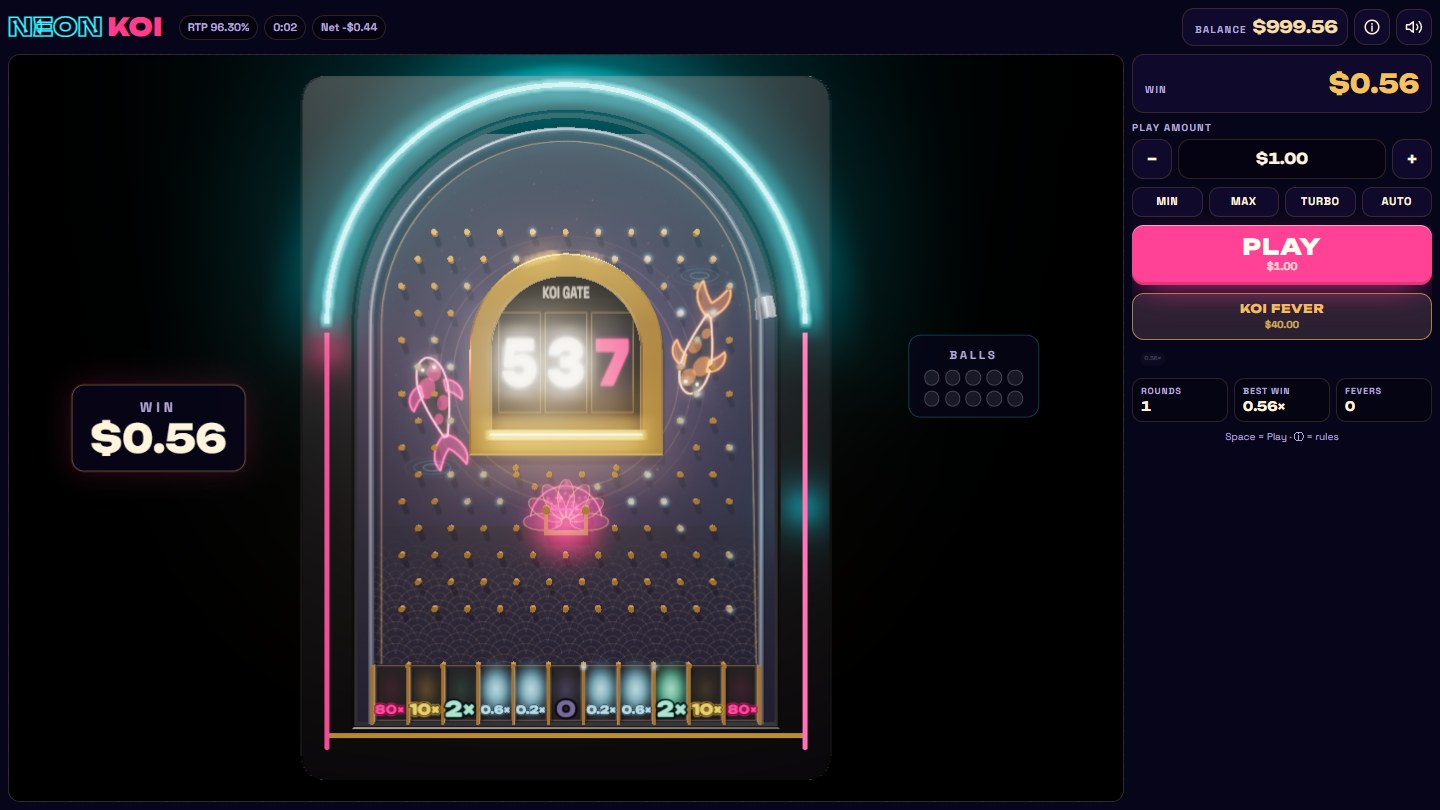 NEON KOI
RTP 96.30%
0:02
Net -$0.44
BALANCE $999.56
WIN
$0.56
PLAY AMOUNT
−
$1.00
+
MIN
MAX
TURBO
AUTO
PLAY
$1.00
KOI FEVER
$40.00
0.56×
ROUNDS
1
BEST WIN
0.56×
FEVERS
0
Space = Play · ⓘ = rules
KOI GATE
537
WIN
$0.56
BALLS
80× 10× 2× 0.6× 0.2× 0 0.2× 0.6× 2× 10× 80×